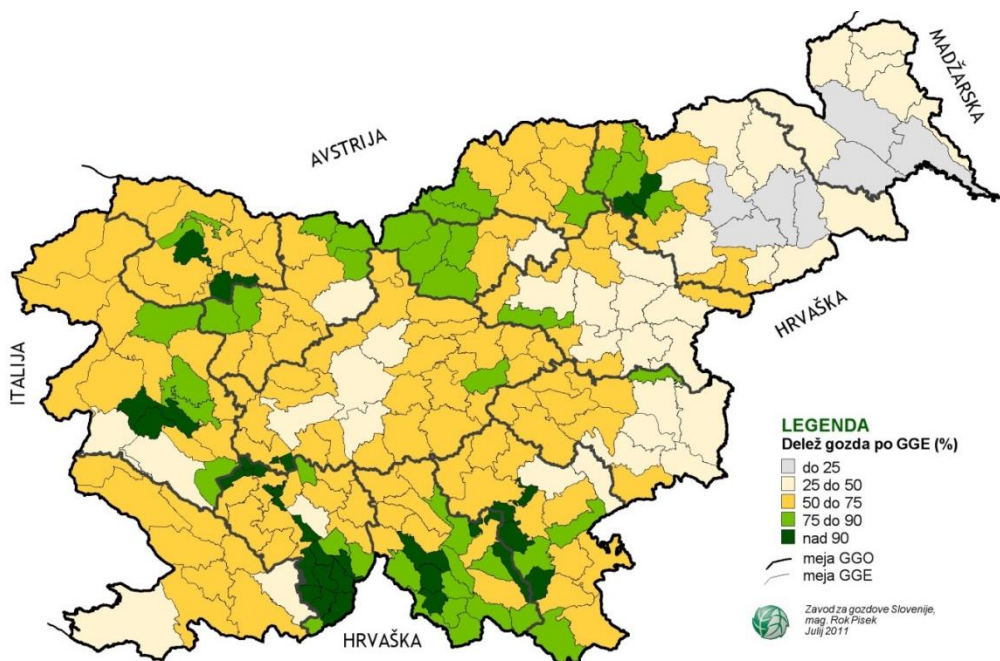 MADŽARSKA
AVSTRIJA
HRVAŠKA
ITALIJA
LEGENDA
Delež gozda po GGE (%)
do 25
25 do 50
50 do 75
75 do 90
nad 90
meja GGO
meja GGE
Zavod za gozdove Slovenije,
mag. Rok Pisek
Julij 2011
HRVAŠKA